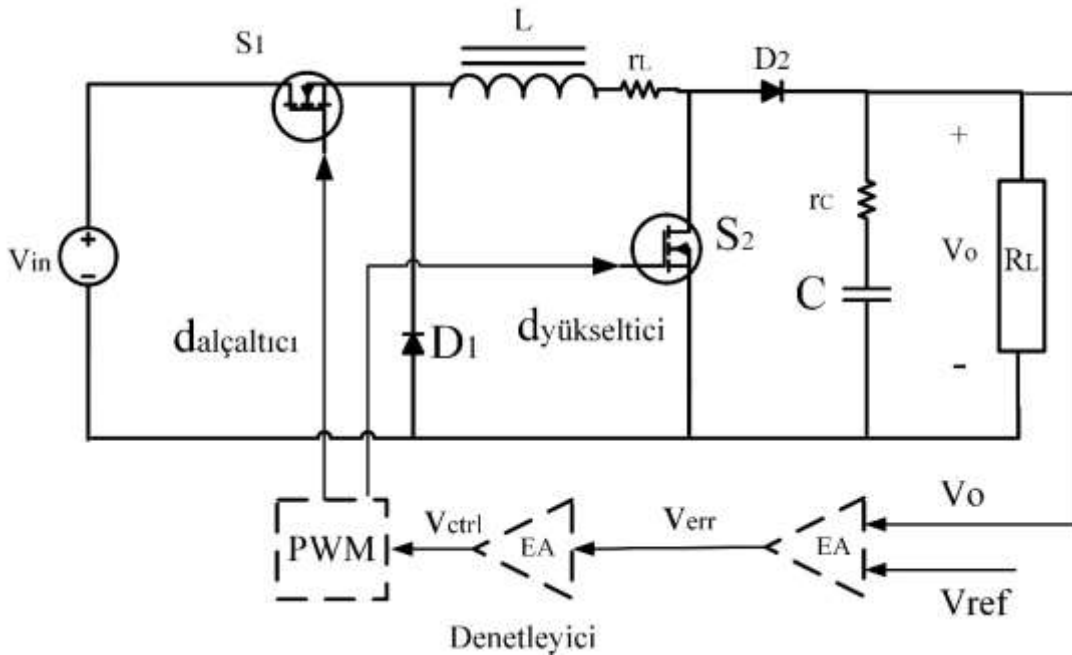 S1
L
rL
D2
+
rC
Vin
+
-
S2
Vo
RL
C
dalçaltıcı
D1
dyükseltici
-
Vo
Vctrl
Verr
PWM
EA
EA
Vref
Denetleyici